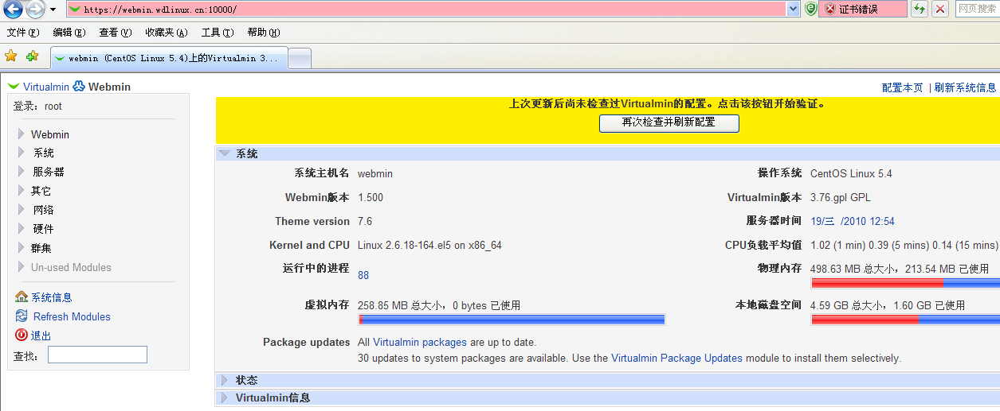 https://webmin.wdlinux.cn:10000/ 证书错误 网页搜索
文件(F) 编辑(E) 查看(V) 收藏夹(A) 工具(T) 帮助(H)
webmin (CentOS Linux 5.4)上的Virtualmin 3...
Virtualmin Webmin
配置本页 | 刷新系统信息
登录: root
Webmin
系统
服务器
其它
网络
硬件
群集
Un-used Modules
系统信息
Refresh Modules
退出
查找:
上次更新后尚未检查过Virtualmin的配置。点击该按钮开始验证。
再次检查并刷新配置
系统
系统主机名 webmin 操作系统 CentOS Linux 5.4
Webmin版本 1.500 Virtualmin版本 3.76.gpl GPL
Theme version 7.6 服务器时间 19/三 /2010 12:54
Kernel and CPU Linux 2.6.18-164.el5 on x86_64 CPU负载平均值 1.02 (1 min) 0.39 (5 mins) 0.14 (15 mins)
运行中的进程 88 物理内存 498.63 MB 总大小，213.54 MB 已使用
虚拟内存 258.85 MB 总大小，0 bytes 已使用 本地磁盘空间 4.59 GB 总大小，1.60 GB 已使用
Package updates All Virtualmin packages are up to date.
30 updates to system packages are available. Use the Virtualmin Package Updates module to install them selectively.
状态
Virtualmin信息